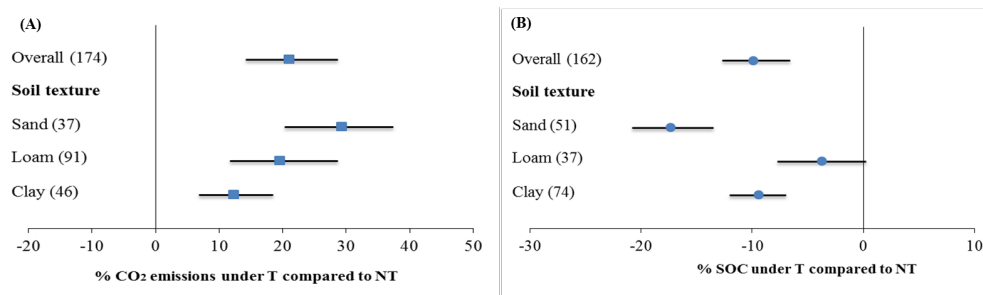 (A)
Overall (174)
Soil texture
Sand (37)
Loam (91)
Clay (46)
-20 -10 0 10 20 30 40 50
% CO₂ emissions under T compared to NT
(B)
Overall (162)
Soil texture
Sand (51)
Loam (37)
Clay (74)
-30 -20 -10 0 10
% SOC under T compared to NT